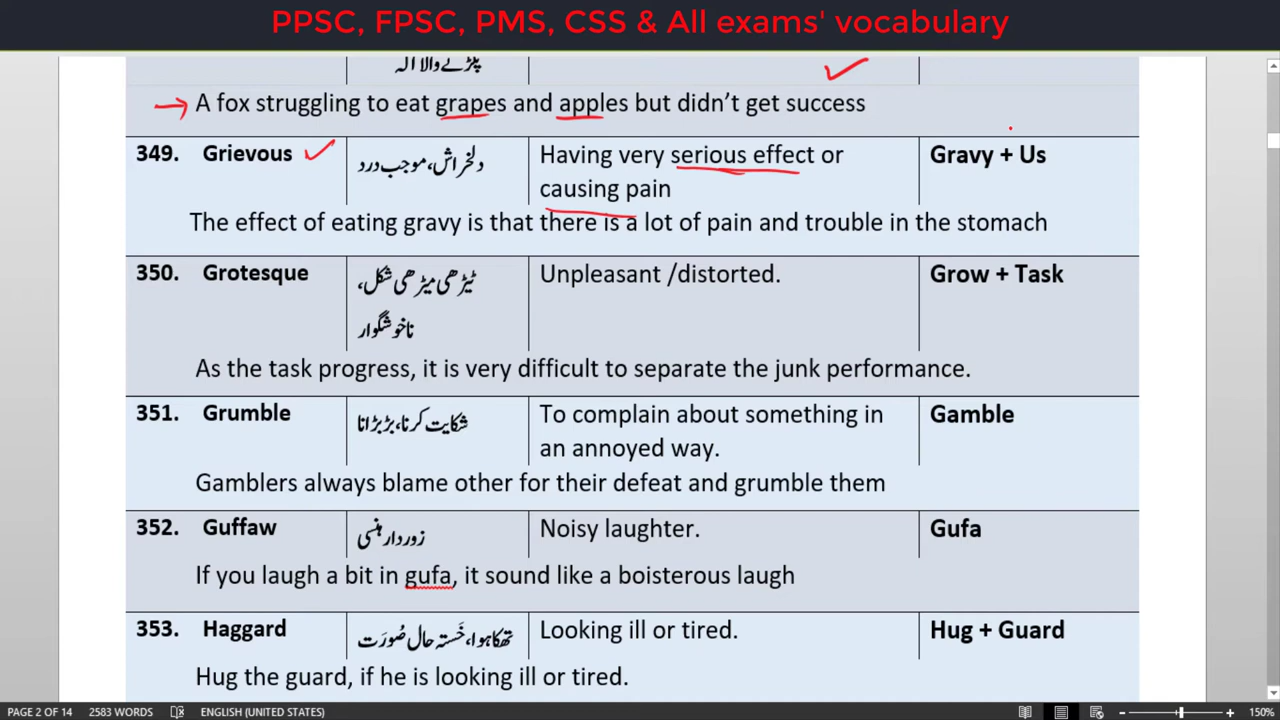 PPSC, FPSC, PMS, CSS & All exams' vocabulary
پکڑنے والا آلہ
A fox struggling to eat grapes and apples but didn't get success
349. Grievous دلخراش، موجب درد Having very serious effect or Gravy + Us
causing pain
The effect of eating gravy is that there is a lot of pain and trouble in the stomach
350. Grotesque ٹیڑھی میڑھی شکل، Unpleasant /distorted. Grow + Task
ناخوشگوار
As the task progress, it is very difficult to separate the junk performance.
351. Grumble شکایت کرنا، بڑبڑانا To complain about something in Gamble
an annoyed way.
Gamblers always blame other for their defeat and grumble them
352. Guffaw زور دار ہنسی Noisy laughter. Gufa
If you laugh a bit in gufa, it sound like a boisterous laugh
353. Haggard تھکا ہوا، خَستہ حال صُورَت Looking ill or tired. Hug + Guard
Hug the guard, if he is looking ill or tired.
PAGE 2 OF 14 2583 WORDS ENGLISH (UNITED STATES) 150%